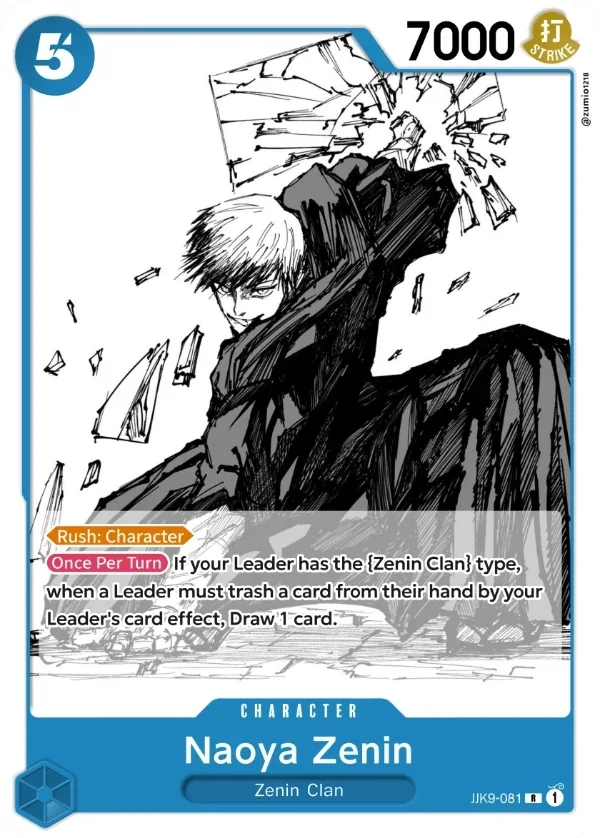 5
7000
打
STRIKE
@zumio1218
Rush: Character
Once Per Turn If your Leader has the {Zenin Clan} type,
when a Leader must trash a card from their hand by your
Leader's card effect, Draw 1 card.
CHARACTER
Naoya Zenin
Zenin Clan
JJK9-081 R 1